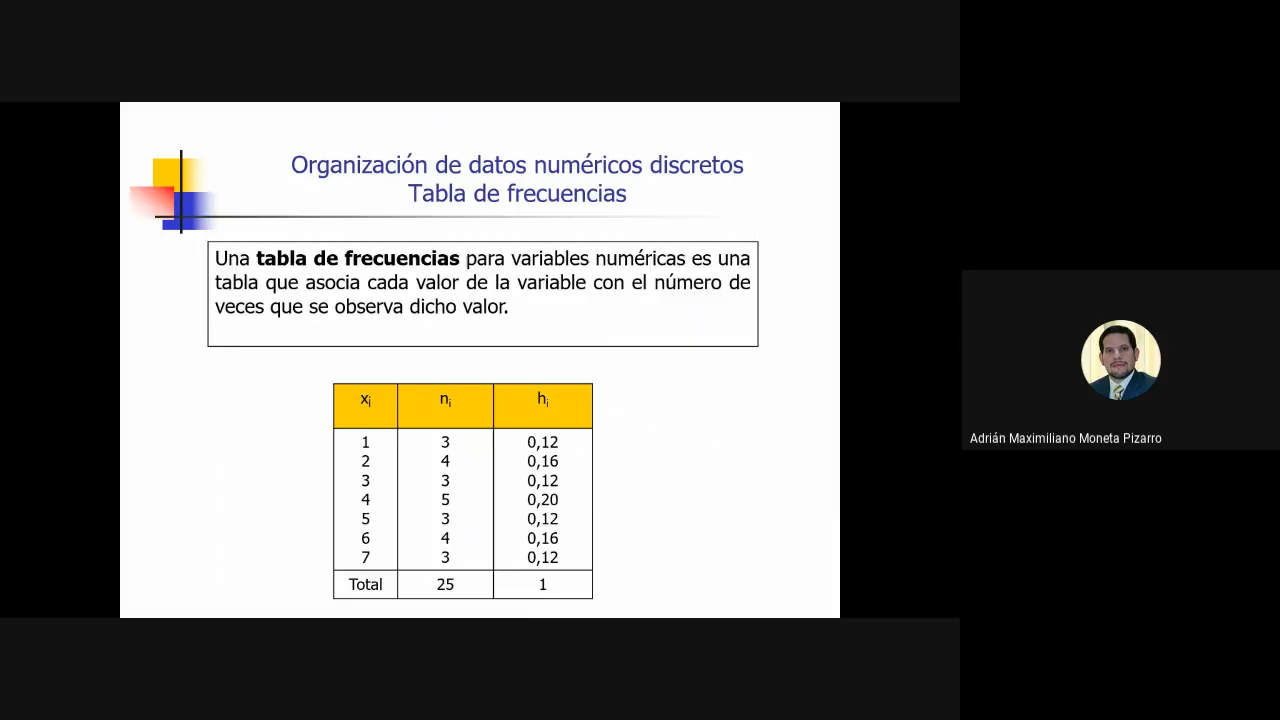 Organización de datos numéricos discretos
Tabla de frecuencias
Una tabla de frecuencias para variables numéricas es una
tabla que asocia cada valor de la variable con el número de
veces que se observa dicho valor.
xi ni hi
1 3 0,12
2 4 0,16
3 3 0,12
4 5 0,20
5 3 0,12
6 4 0,16
7 3 0,12
Total 25 1
Adrián Maximiliano Moneta Pizarro